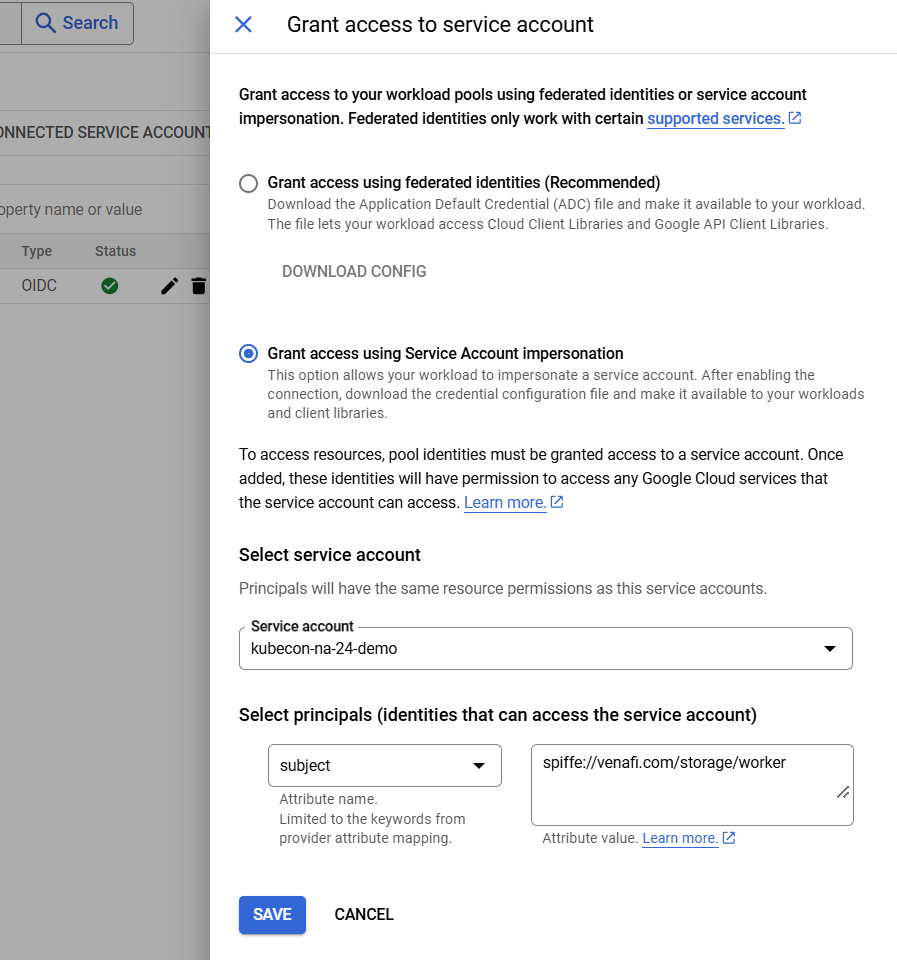 Search
Grant access to service account
Grant access to your workload pools using federated identities or service account
impersonation. Federated identities only work with certain supported services.
ONNECTED SERVICE ACCOUNT
Grant access using federated identities (Recommended)
Download the Application Default Credential (ADC) file and make it available to your workload.
The file lets your workload access Cloud Client Libraries and Google API Client Libraries.
operty name or value
Type Status
DOWNLOAD CONFIG
OIDC
Grant access using Service Account impersonation
This option allows your workload to impersonate a service account. After enabling the
connection, download the credential configuration file and make it available to your workloads
and client libraries.
To access resources, pool identities must be granted access to a service account. Once
added, these identities will have permission to access any Google Cloud services that
the service account can access. Learn more.
Select service account
Principals will have the same resource permissions as this service accounts.
Service account
kubecon-na-24-demo
Select principals (identities that can access the service account)
subject
spiffe://venafi.com/storage/worker
Attribute name.
Limited to the keywords from
provider attribute mapping.
Attribute value. Learn more.
SAVE CANCEL